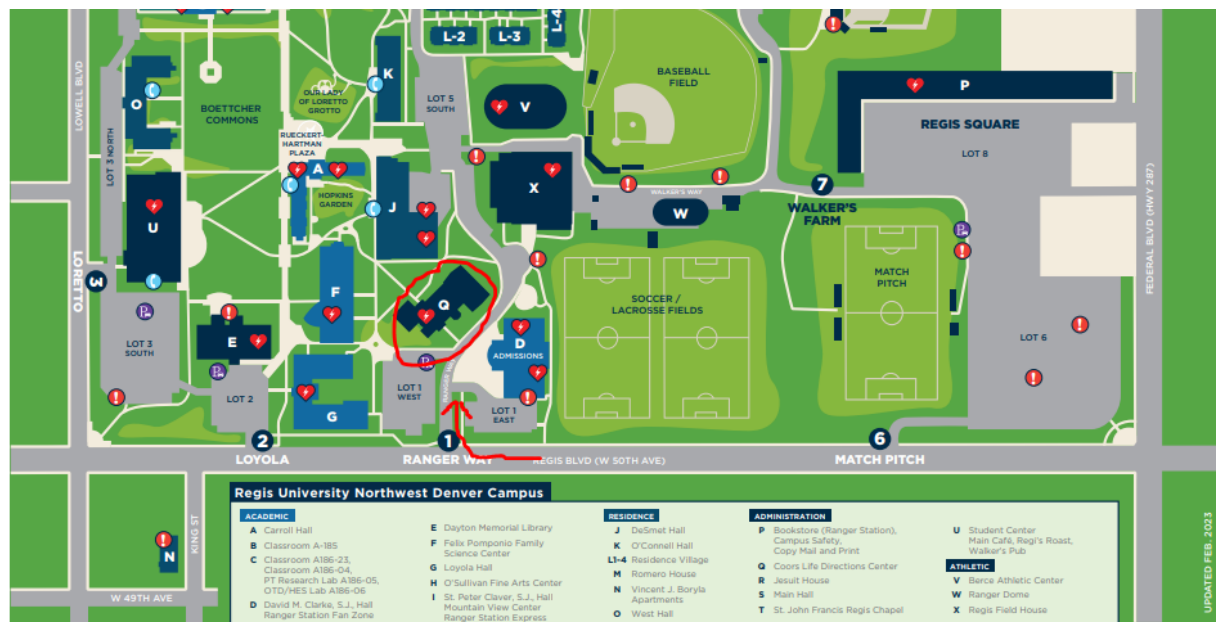 L-2
L-3
L-4
K
LOWELL BLVD
O
BOETTCHER
COMMONS
OUR LADY
OF LORETTO
GROTTO
LOT 5
SOUTH
V
BASEBALL
FIELD
P
REGIS SQUARE
LOT 8
LOT 3 NORTH
RUECKERT-
HARTMAN
PLAZA
A
HOPKINS
GARDEN
J
X
WALKER'S WAY
W
7
WALKER'S
FARM
FEDERAL BLVD (HWY 287)
U
LORETTO
3
F
Q
SOCCER /
LACROSSE FIELDS
MATCH
PITCH
LOT 3
SOUTH
E
D
ADMISSIONS
LOT 6
LOT 2
G
LOT 1
WEST
RANGER WAY
LOT 1
EAST
2
LOYOLA
1
RANGER WAY
REGIS BLVD (W 50TH AVE)
6
MATCH PITCH
KING ST
N
W 49TH AVE
Regis University Northwest Denver Campus
ACADEMIC
A Carroll Hall
B Classroom A-185
C Classroom A186-23,
Classroom A186-04,
PT Research Lab A186-05,
OTD/HES Lab A186-06
D David M. Clarke, S.J., Hall
Ranger Station Fan Zone
E Dayton Memorial Library
F Felix Pomponio Family
Science Center
G Loyola Hall
H O'Sullivan Fine Arts Center
I St. Peter Claver, S.J., Hall
Mountain View Center
Ranger Station Express
RESIDENCE
J DeSmet Hall
K O'Connell Hall
L1-4 Residence Village
M Romero House
N Vincent J. Boryla
Apartments
O West Hall
ADMINISTRATION
P Bookstore (Ranger Station),
Campus Safety,
Copy Mail and Print
Q Coors Life Directions Center
R Jesuit House
S Main Hall
T St. John Francis Regis Chapel
U Student Center
Main Café, Regi's Roast,
Walker's Pub
ATHLETIC
V Berce Athletic Center
W Ranger Dome
X Regis Field House
UPDATED FEB. 2023